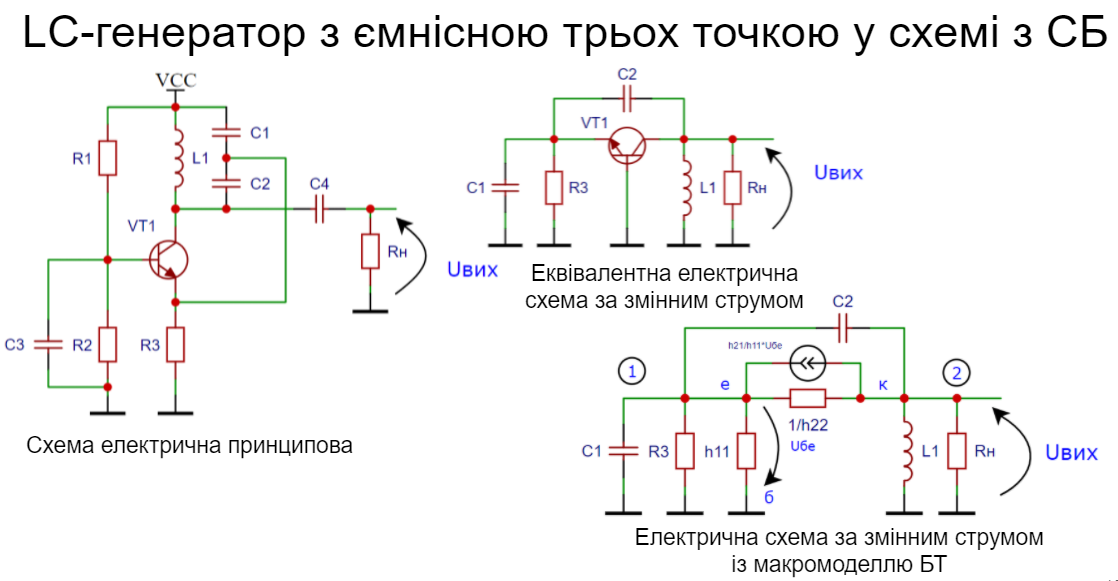 LC-генератор з ємнісною трьох точкою у схемі з СБ
VCC
C1
R1
L1
C2
C4
VT1
Rн
Uвих
C3
R2
R3
Схема електрична принципова
C2
VT1
C1
R3
L1
Rн
Uвих
Еквівалентна електрична
схема за змінним струмом
C2
h21/h11*Uбе
1
е
к
2
1/h22
C1
R3
h11
Uбе
L1
Rн
Uвих
б
Електрична схема за змінним струмом
із макромоделлю БТ